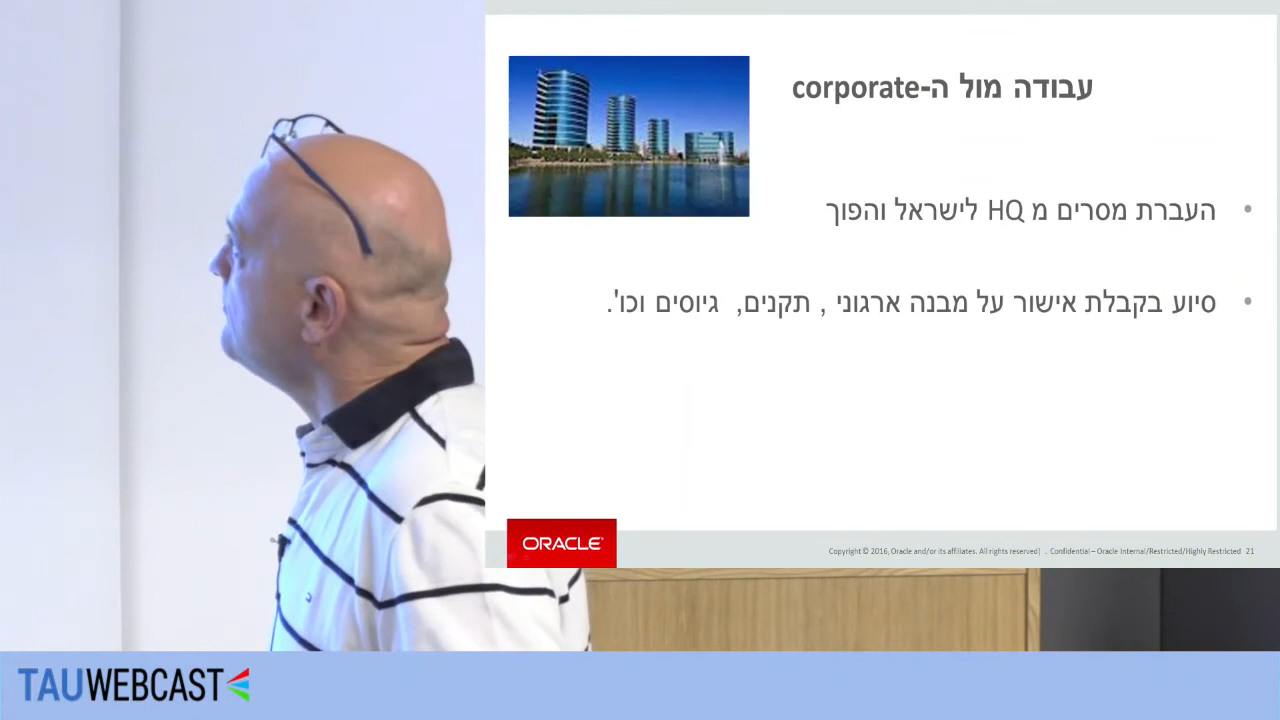 עבודה מול ה-corporate
• העברת מסרים מ HQ לישראל והפוך
• סיוע בקבלת אישור על מבנה ארגוני , תקנים,  גיוסים וכו'.
ORACLE®
Copyright © 2016, Oracle and/or its affiliates. All rights reserved| . Confidential – Oracle Internal/Restricted/Highly Restricted 21
TAUWEBCAST